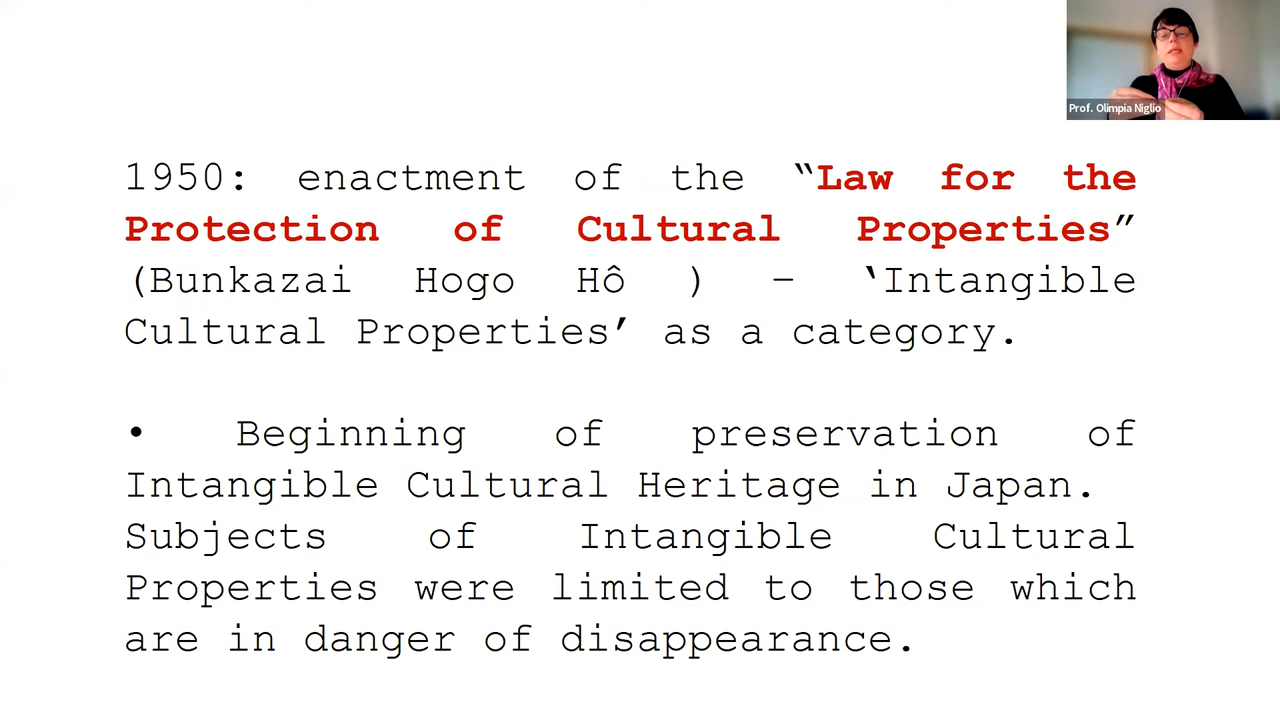 Prof. Olimpia Niglio
1950: enactment of the “Law for the
Protection of Cultural Properties”
(Bunkazai Hogo Hô ) – ‘Intangible
Cultural Properties’ as a category.
• Beginning of preservation of
Intangible Cultural Heritage in Japan.
Subjects of Intangible Cultural
Properties were limited to those which
are in danger of disappearance.